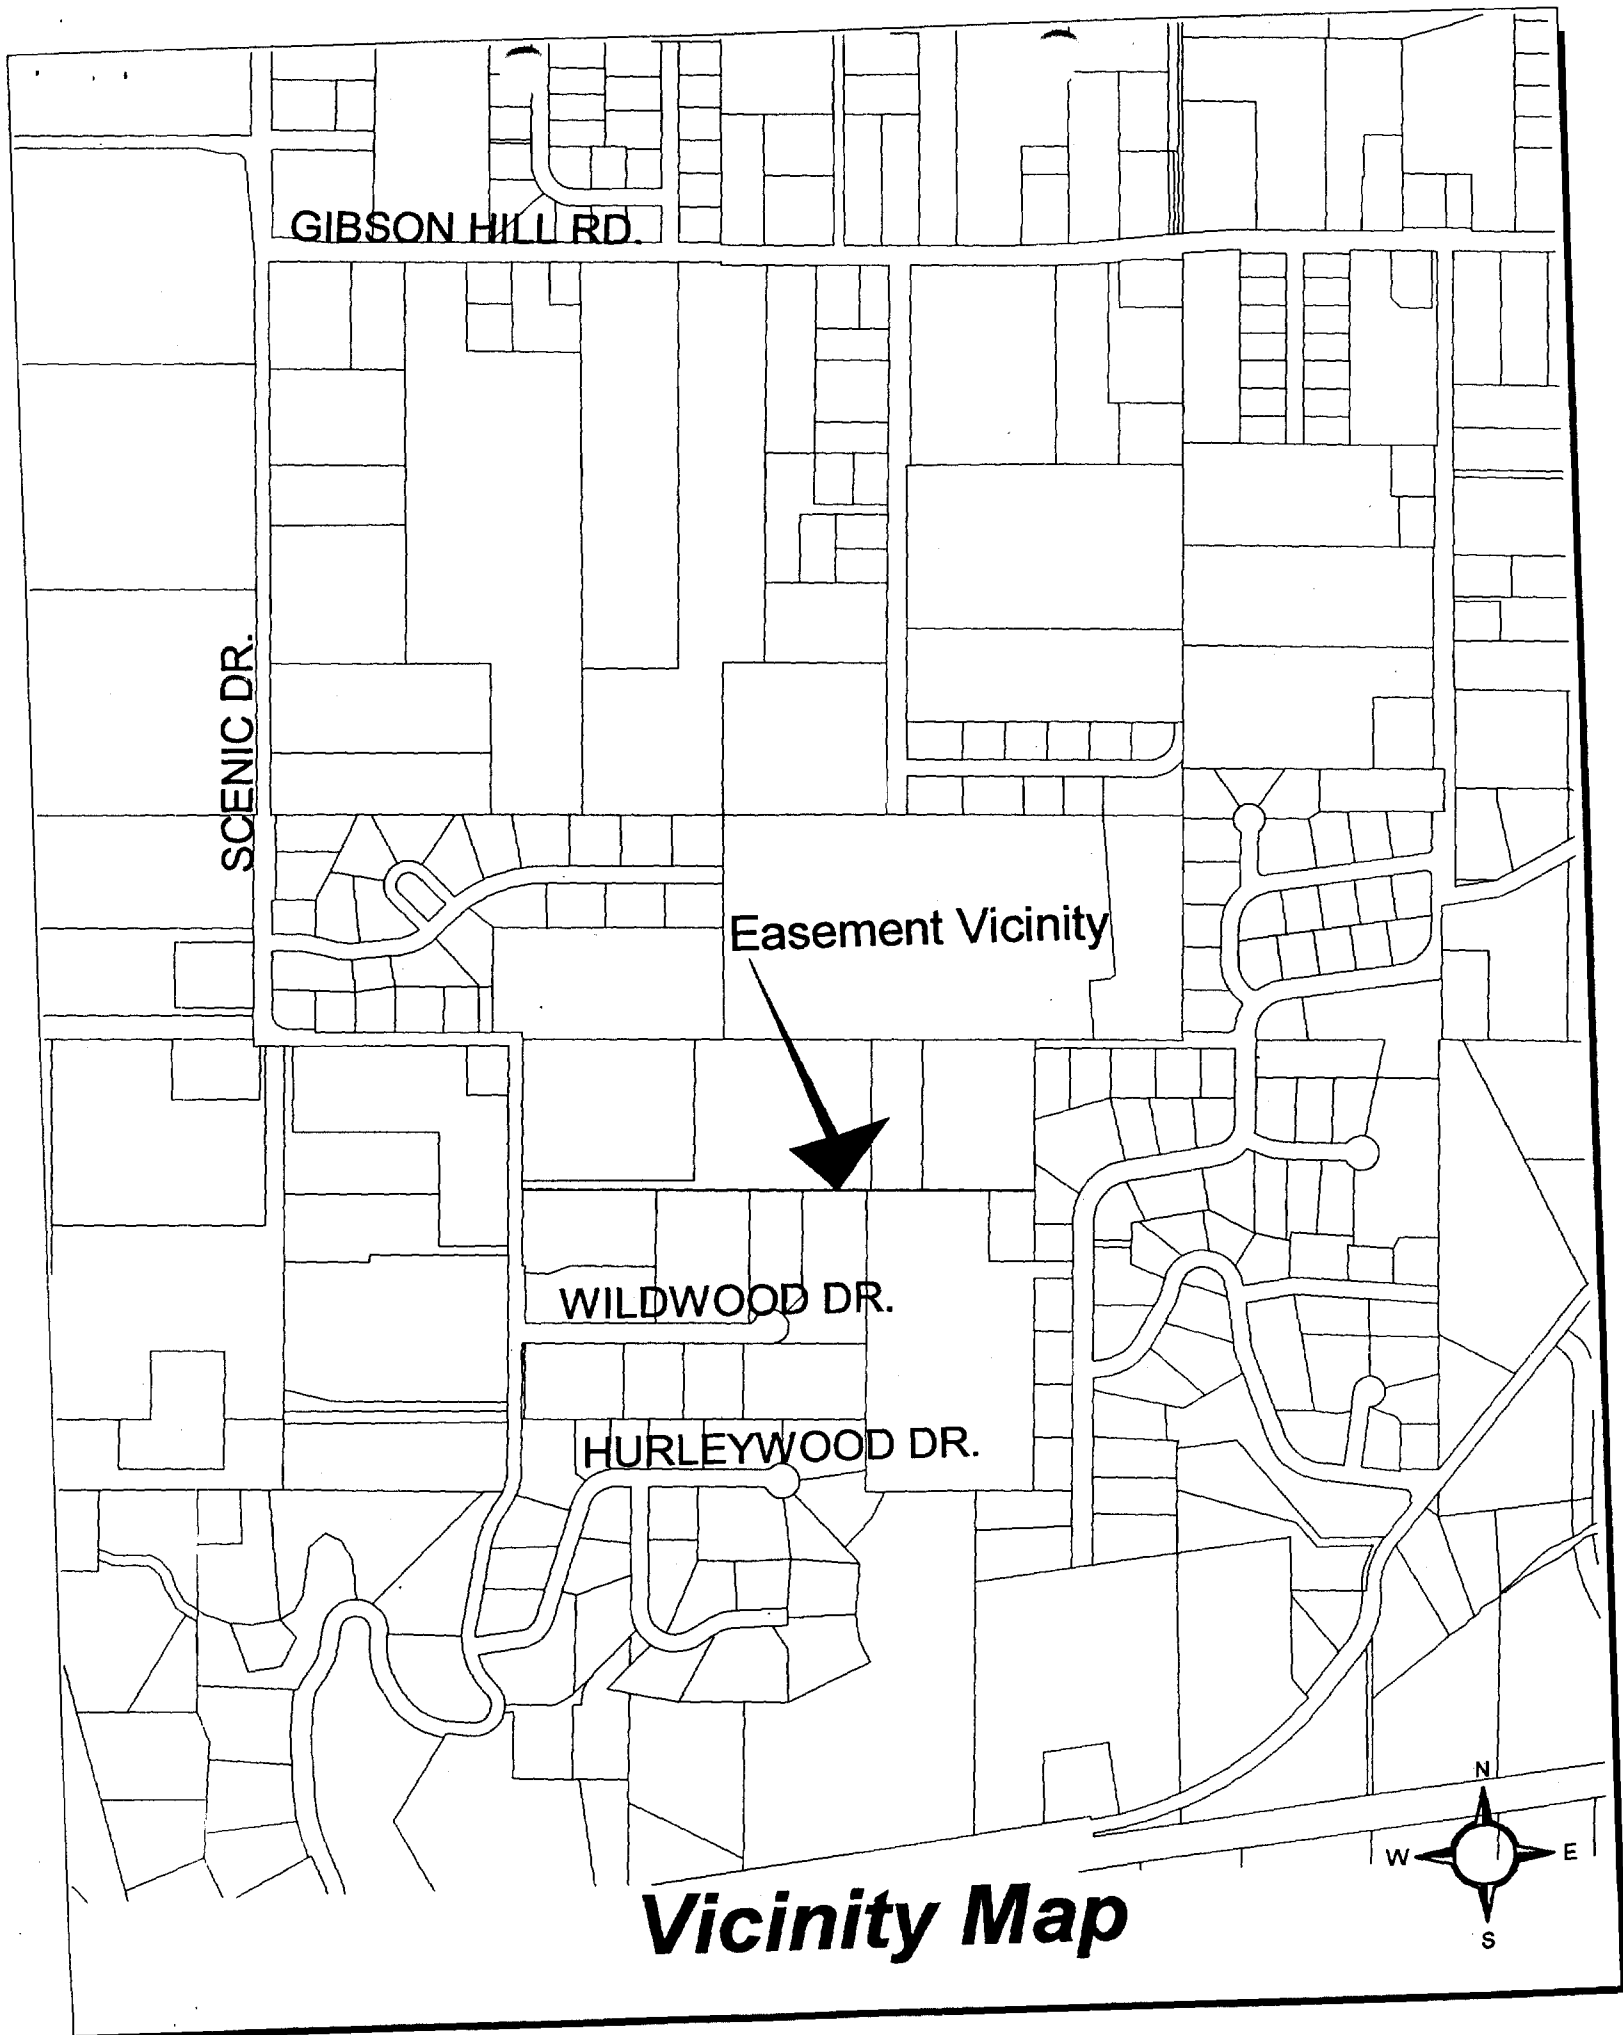 GIBSON HILL RD.
SCENIC DR.
Easement Vicinity
WILDWOOD DR.
HURLEYWOOD DR.
N
W E
S
Vicinity Map